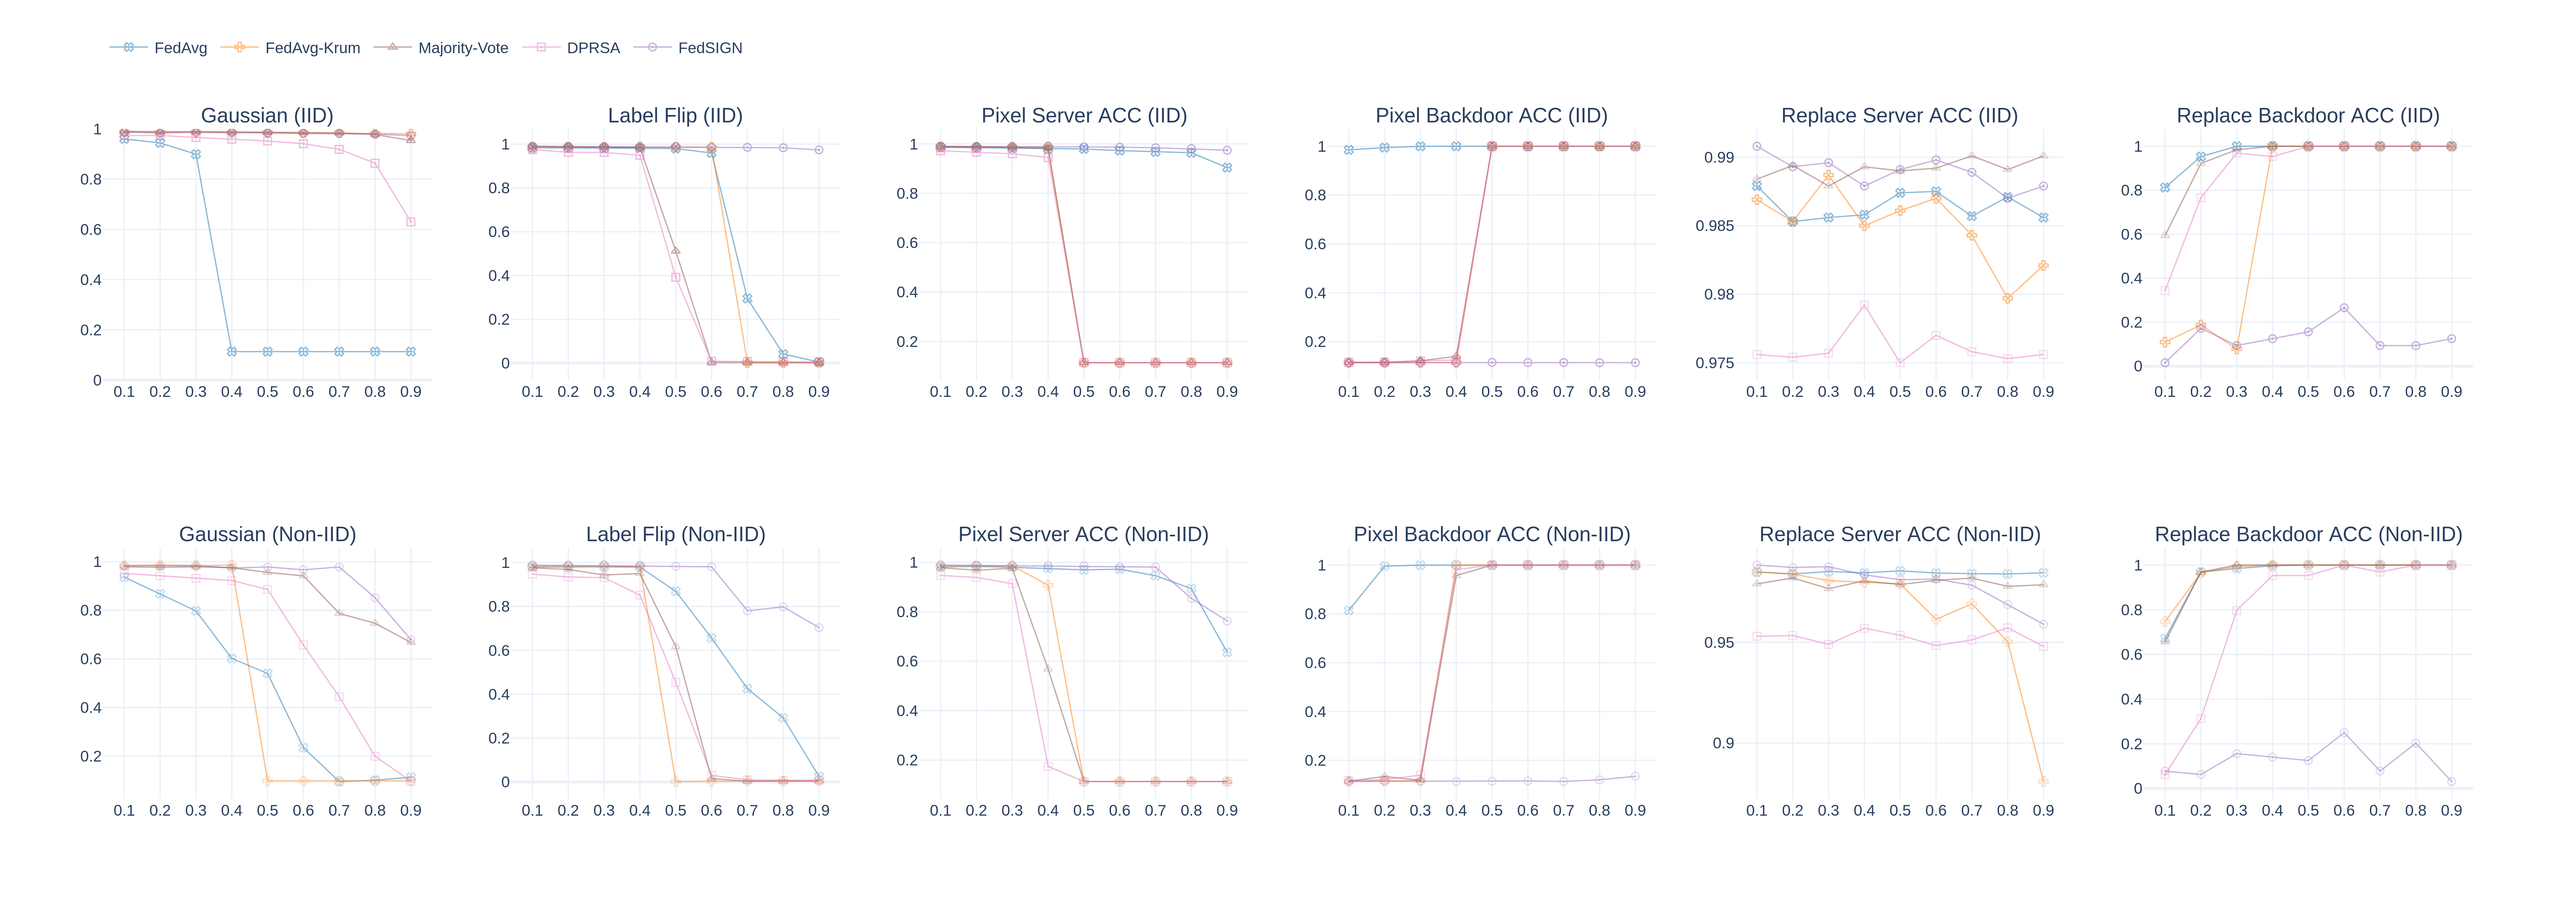 FedAvg FedAvg-Krum Majority-Vote DPRSA FedSIGN
Gaussian (IID)
1
0.8
0.6
0.4
0.2
0
0.1 0.2 0.3 0.4 0.5 0.6 0.7 0.8 0.9
Label Flip (IID)
1
0.8
0.6
0.4
0.2
0
0.1 0.2 0.3 0.4 0.5 0.6 0.7 0.8 0.9
Pixel Server ACC (IID)
1
0.8
0.6
0.4
0.2
0.1 0.2 0.3 0.4 0.5 0.6 0.7 0.8 0.9
Pixel Backdoor ACC (IID)
1
0.8
0.6
0.4
0.2
0.1 0.2 0.3 0.4 0.5 0.6 0.7 0.8 0.9
Replace Server ACC (IID)
0.99
0.985
0.98
0.975
0.1 0.2 0.3 0.4 0.5 0.6 0.7 0.8 0.9
Replace Backdoor ACC (IID)
1
0.8
0.6
0.4
0.2
0
0.1 0.2 0.3 0.4 0.5 0.6 0.7 0.8 0.9
Gaussian (Non-IID)
1
0.8
0.6
0.4
0.2
0.1 0.2 0.3 0.4 0.5 0.6 0.7 0.8 0.9
Label Flip (Non-IID)
1
0.8
0.6
0.4
0.2
0
0.1 0.2 0.3 0.4 0.5 0.6 0.7 0.8 0.9
Pixel Server ACC (Non-IID)
1
0.8
0.6
0.4
0.2
0.1 0.2 0.3 0.4 0.5 0.6 0.7 0.8 0.9
Pixel Backdoor ACC (Non-IID)
1
0.8
0.6
0.4
0.2
0.1 0.2 0.3 0.4 0.5 0.6 0.7 0.8 0.9
Replace Server ACC (Non-IID)
0.95
0.9
0.1 0.2 0.3 0.4 0.5 0.6 0.7 0.8 0.9
Replace Backdoor ACC (Non-IID)
1
0.8
0.6
0.4
0.2
0
0.1 0.2 0.3 0.4 0.5 0.6 0.7 0.8 0.9